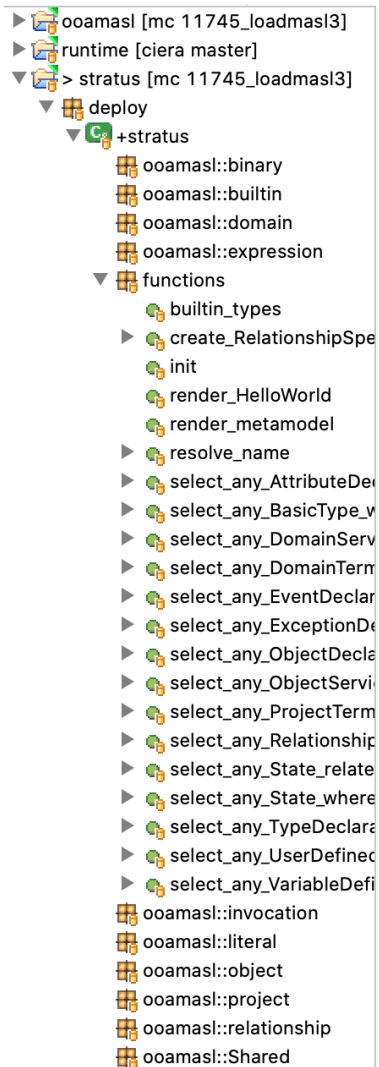 ooamasl [mc 11745_loadmasl3]
runtime [ciera master]
> stratus [mc 11745_loadmasl3]
deploy
+stratus
ooamasl::binary
ooamasl::builtin
ooamasl::domain
ooamasl::expression
functions
builtin_types
create_RelationshipSpe
init
render_HelloWorld
render_metamodel
resolve_name
select_any_AttributeDe
select_any_BasicType_w
select_any_DomainServ
select_any_DomainTerm
select_any_EventDeclar
select_any_ExceptionDe
select_any_ObjectDecla
select_any_ObjectServi
select_any_ProjectTerm
select_any_Relationship
select_any_State_relate
select_any_State_where
select_any_TypeDeclara
select_any_UserDefined
select_any_VariableDefi
ooamasl::invocation
ooamasl::literal
ooamasl::object
ooamasl::project
ooamasl::relationship
ooamasl::Shared